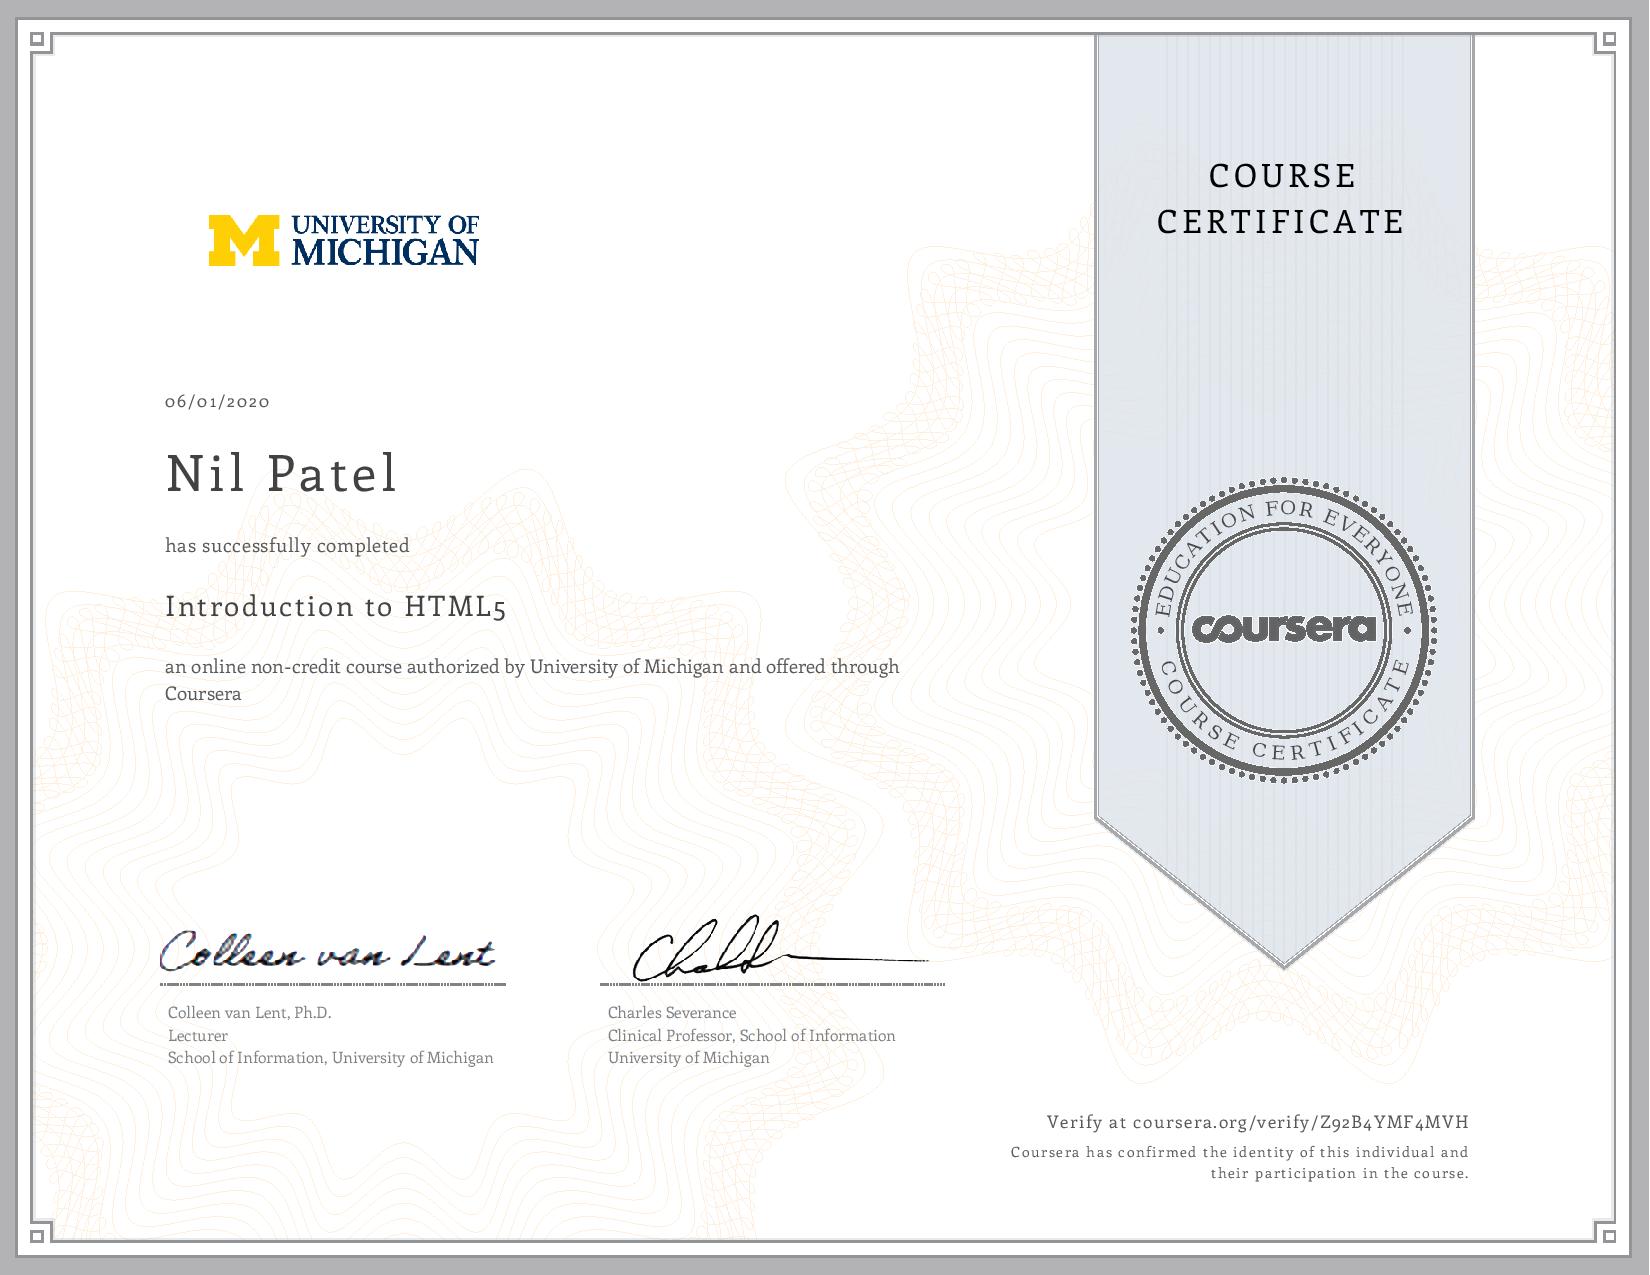 COURSE
CERTIFICATE
UNIVERSITY OF
MICHIGAN
06/01/2020
Nil Patel
has successfully completed
Introduction to HTML5
an online non-credit course authorized by University of Michigan and offered through
Coursera
EDUCATION FOR EVERYONE
coursera
COURSE CERTIFICATE
Colleen van Lent
Colleen van Lent, Ph.D.
Lecturer
School of Information, University of Michigan
Charles Severance
Clinical Professor, School of Information
University of Michigan
Verify at coursera.org/verify/Z92B4YMF4MVH
Coursera has confirmed the identity of this individual and
their participation in the course.